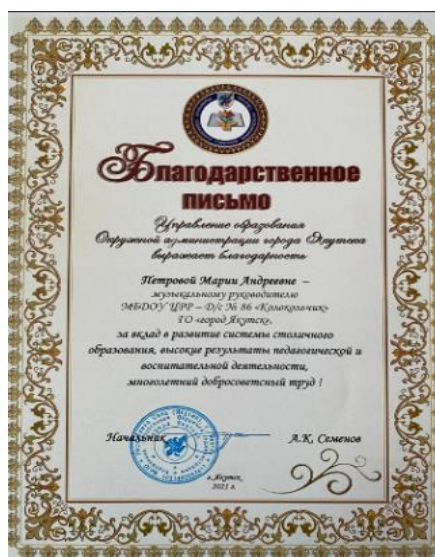 Благодарственное
письмо
Управление образования
Окружной администрации города Якутска
выражает благодарность
Петровой Марии Андреевне –
музыкальному руководителю
МБДОУ ЦРР – Д/с № 86 «Колокольчик»
ГО «город Якутск»,
за вклад в развитие системы столичного
образования, высокие результаты педагогической и
воспитательной деятельности,
многолетний добросовестный труд !
Начальник А.К. Семенов
г.Якутск
2021 г.